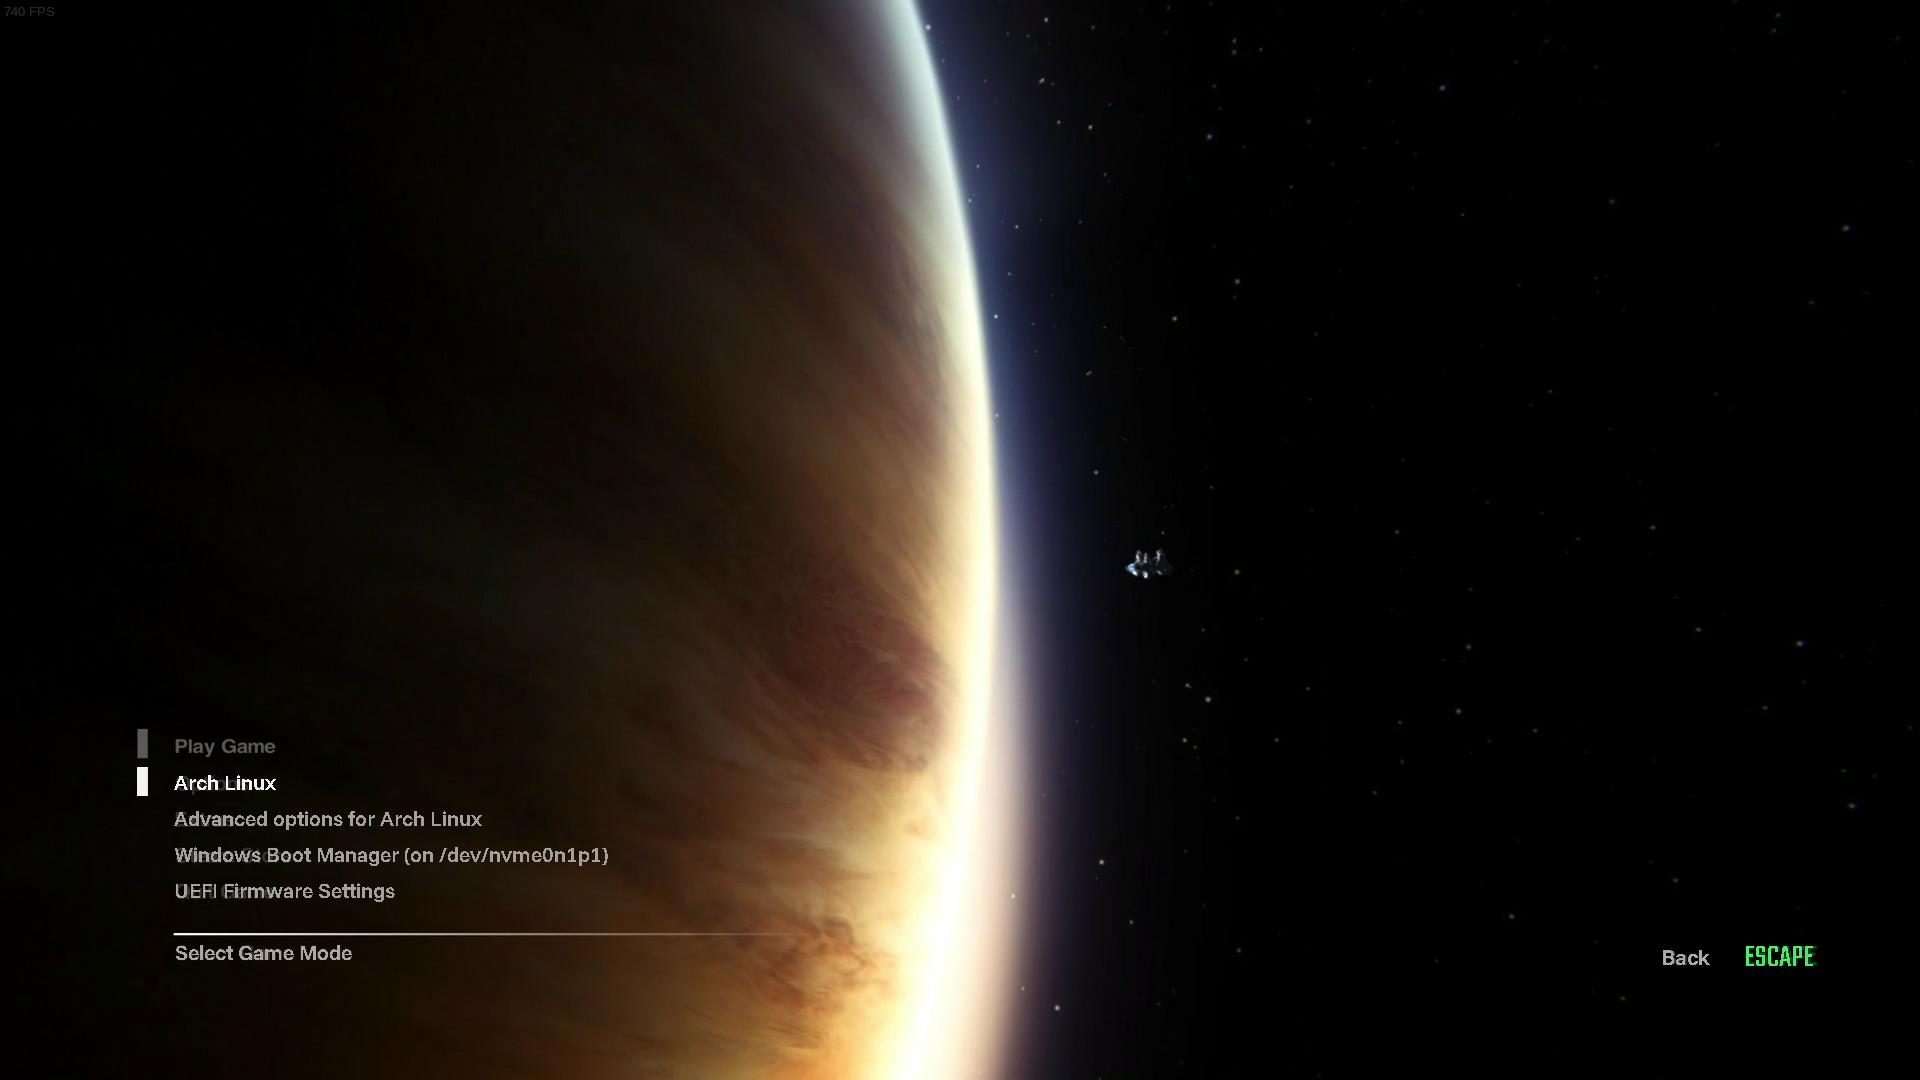 740 FPS
Play Game
Arch Linux
Advanced options for Arch Linux
Windows Boot Manager (on /dev/nvme0n1p1)
UEFI Firmware Settings
Select Game Mode
Back ESCAPE